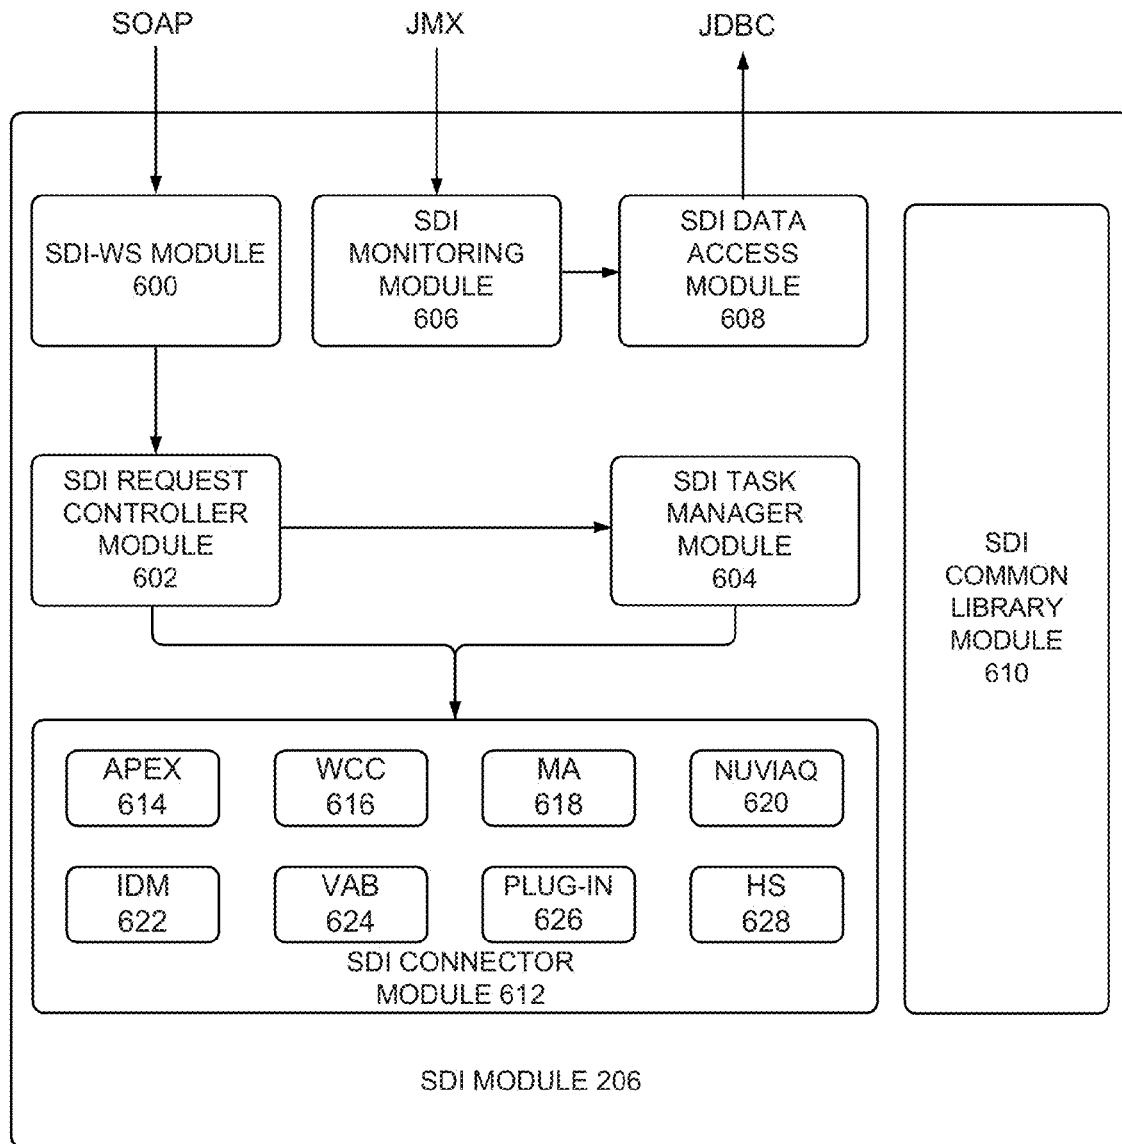 SOAP
JMX
JDBC
SDI-WS MODULE
600
SDI
MONITORING
MODULE
606
SDI DATA
ACCESS
MODULE
608
SDI REQUEST
CONTROLLER
MODULE
602
SDI TASK
MANAGER
MODULE
604
SDI
COMMON
LIBRARY
MODULE
610
APEX
614
WCC
616
MA
618
NUVIAQ
620
IDM
622
VAB
624
PLUG-IN
626
HS
628
SDI CONNECTOR
MODULE 612
SDI MODULE 206